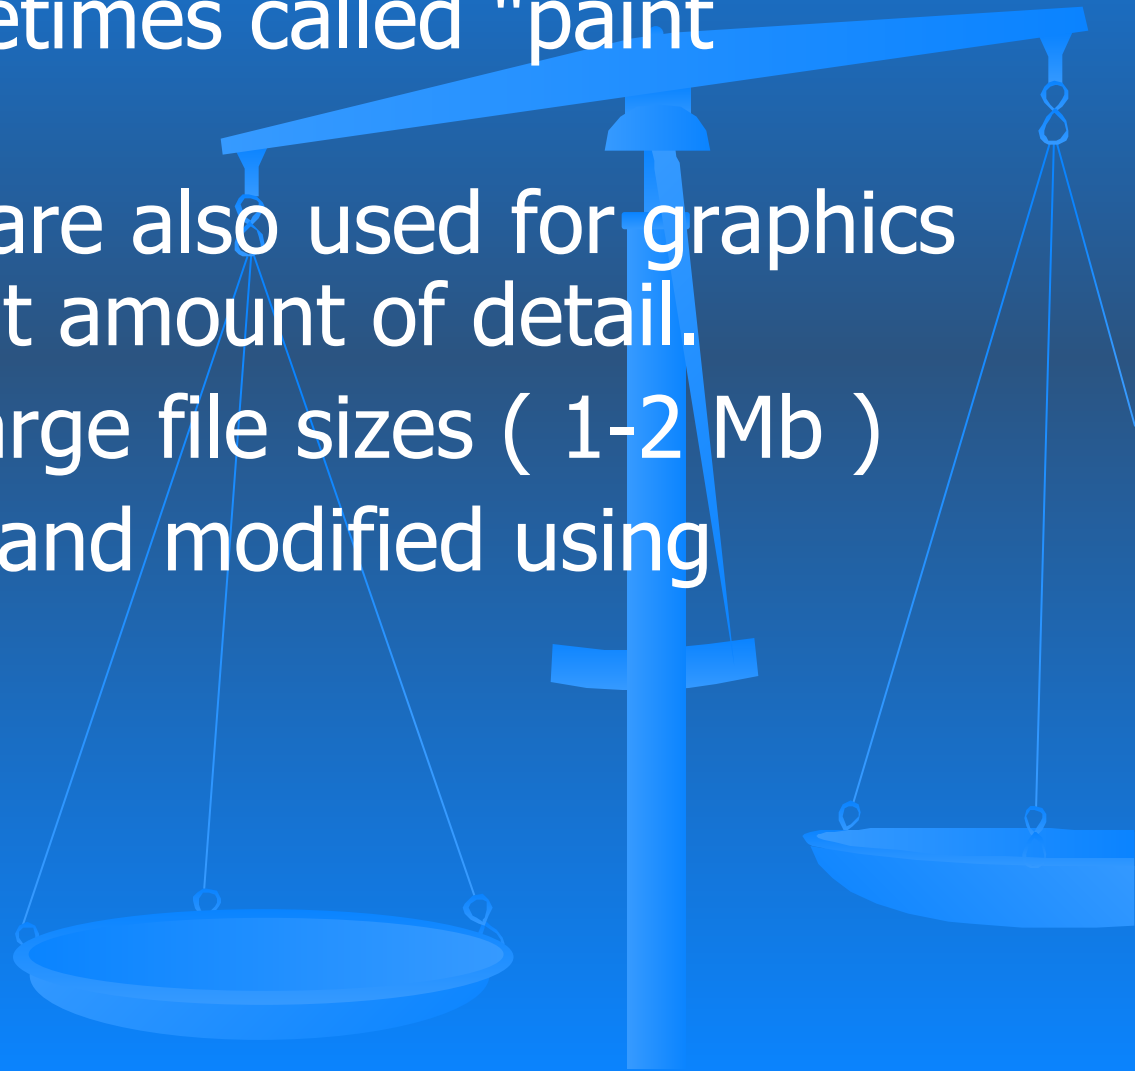 etimes called "paint
are also used for graphics
t amount of detail.
arge file sizes ( 1-2 Mb )
and modified using